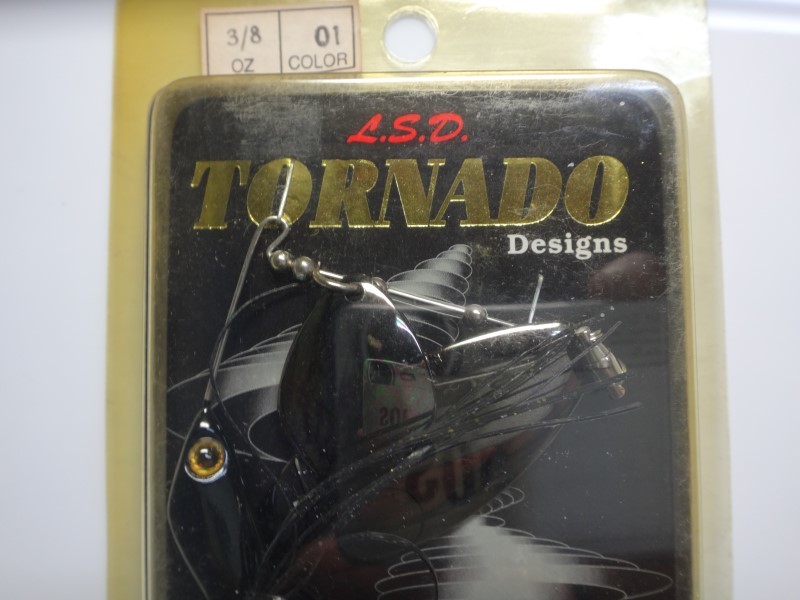 3/8 01
OZ COLOR
L.S.D.
TORNADO
Designs